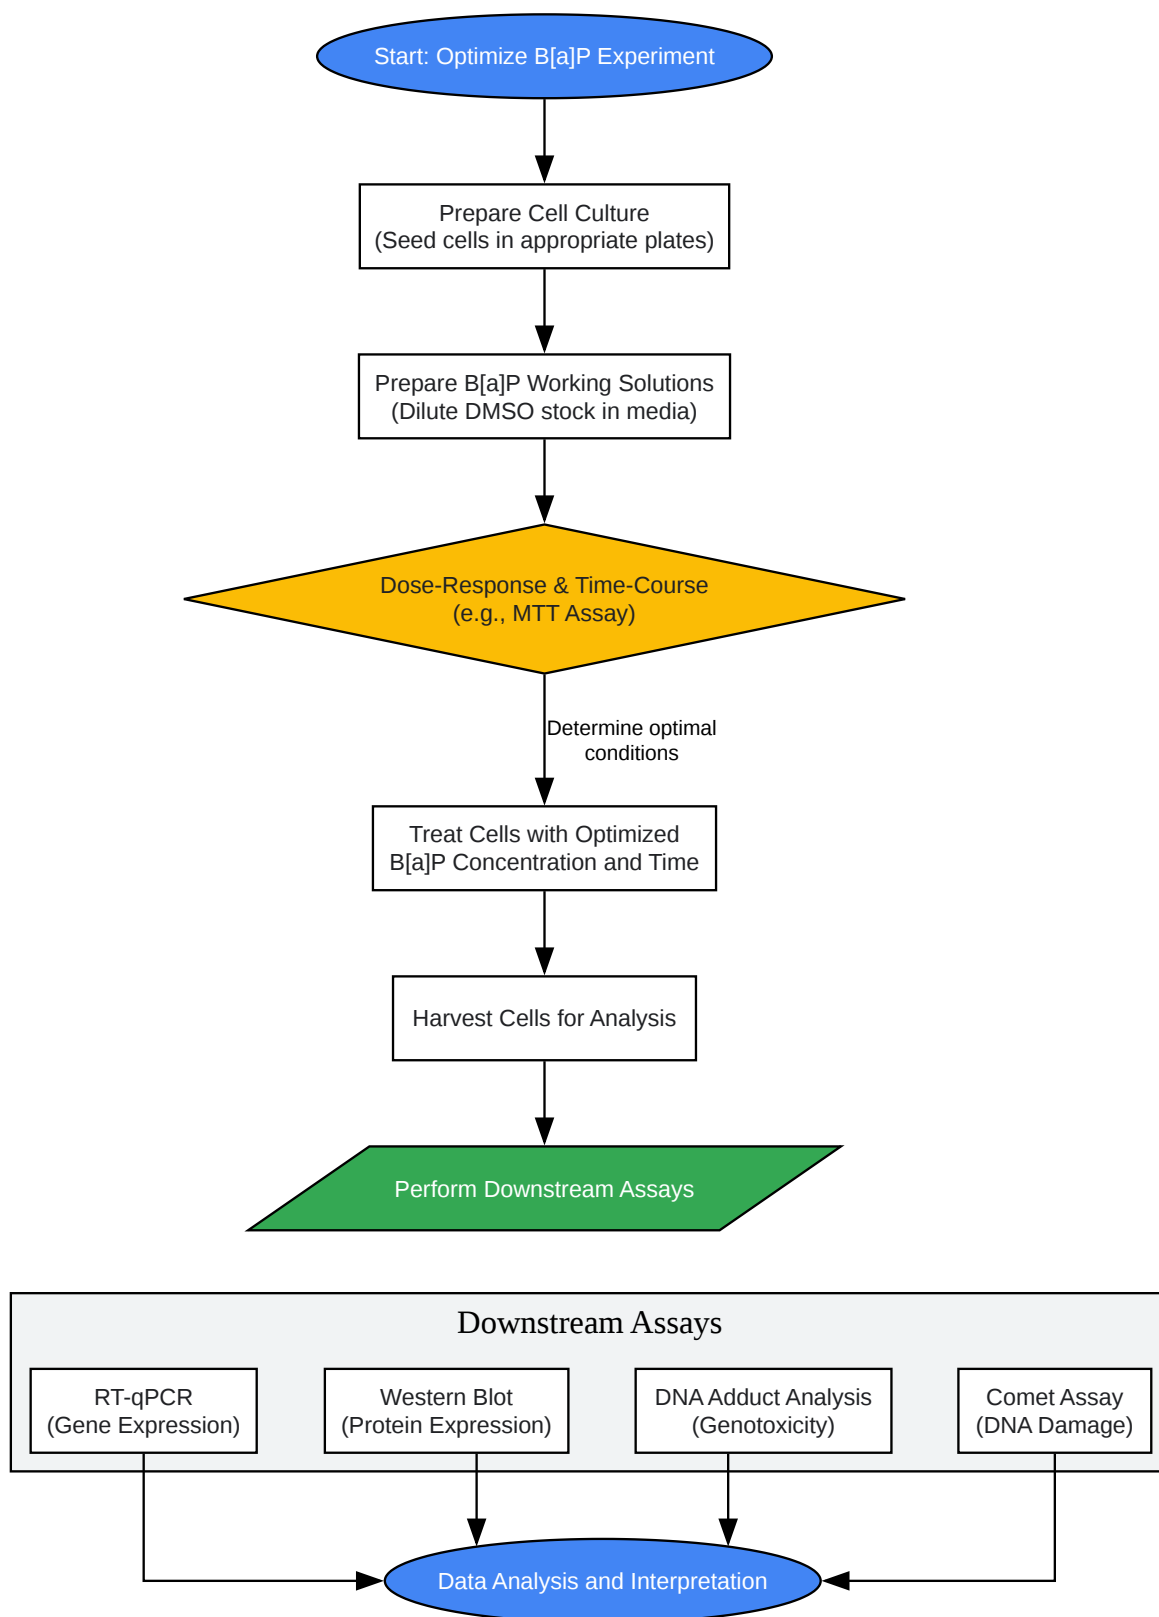 Start: Optimize B[a]P Experiment
Prepare Cell Culture
(Seed cells in appropriate plates)
Prepare B[a]P Working Solutions
(Dilute DMSO stock in media)
Dose-Response & Time-Course
(e.g., MTT Assay)
Determine optimal
conditions
Treat Cells with Optimized
B[a]P Concentration and Time
Harvest Cells for Analysis
Perform Downstream Assays
Downstream Assays
RT-qPCR
(Gene Expression)
Western Blot
(Protein Expression)
DNA Adduct Analysis
(Genotoxicity)
Comet Assay
(DNA Damage)
Data Analysis and Interpretation